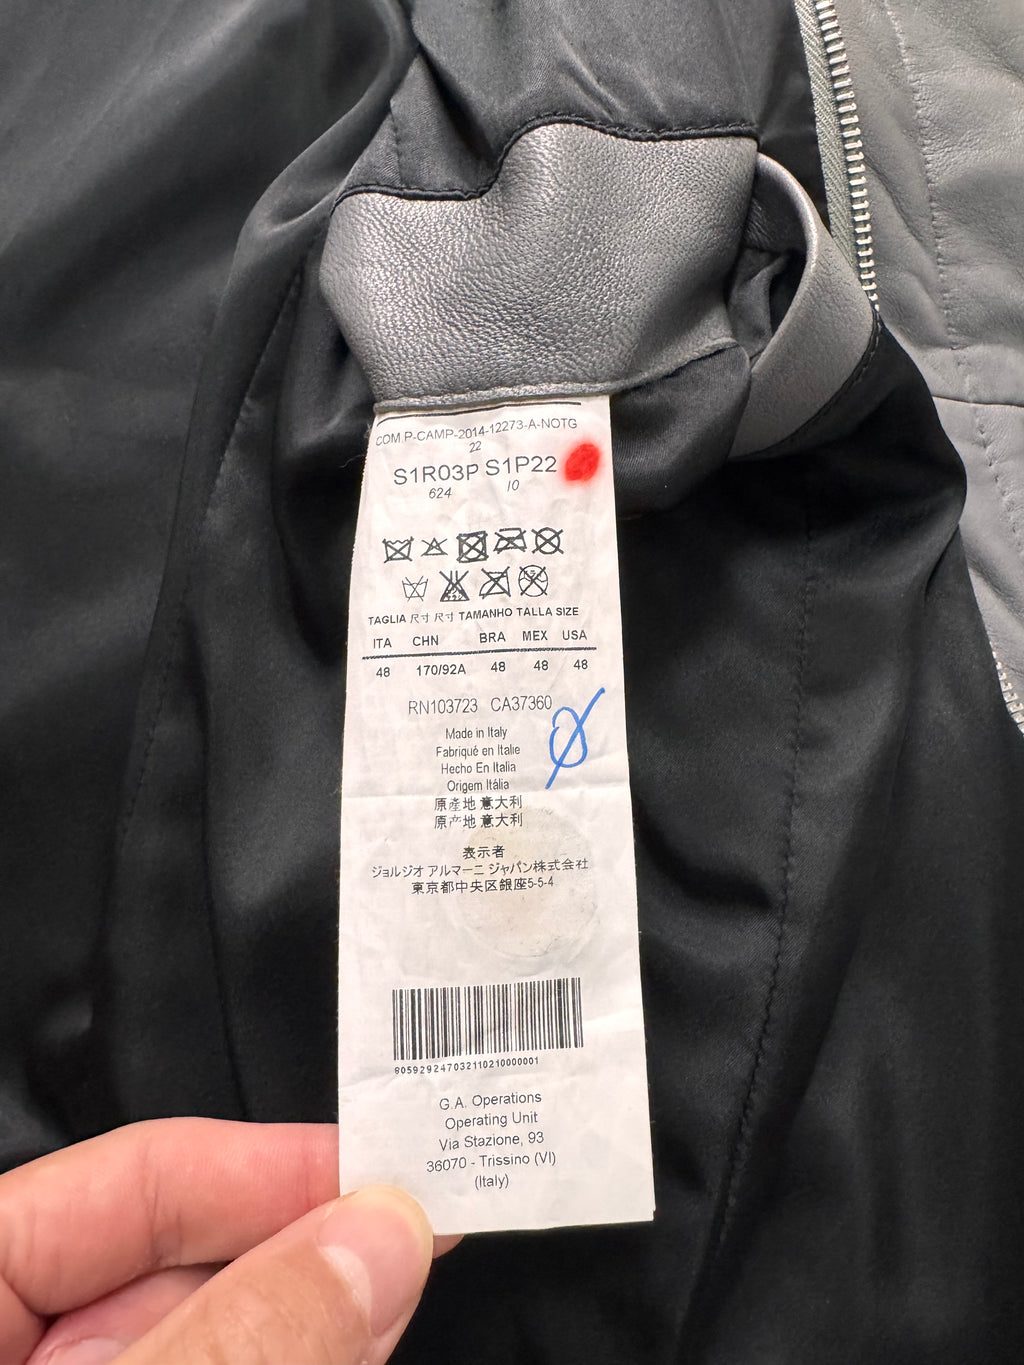 COM.P-CAMP-2014-12273-A-NOTG
22
S1R03P S1P22
624 10
TAGLIA 尺寸 尺寸 TAMANHO TALLA SIZE
ITA CHN BRA MEX USA
48 170/92A 48 48 48
RN103723 CA37360
Made in Italy
Fabriqué en Italie
Hecho En Italia
Origem Itália
原產地 意大利
原产地 意大利
表示者
ジョルジオ アルマーニ ジャパン株式会社
東京都中央区銀座5-5-4
805929247032110210000001
G.A. Operations
Operating Unit
Via Stazione, 93
36070 - Trissino (VI)
(Italy)